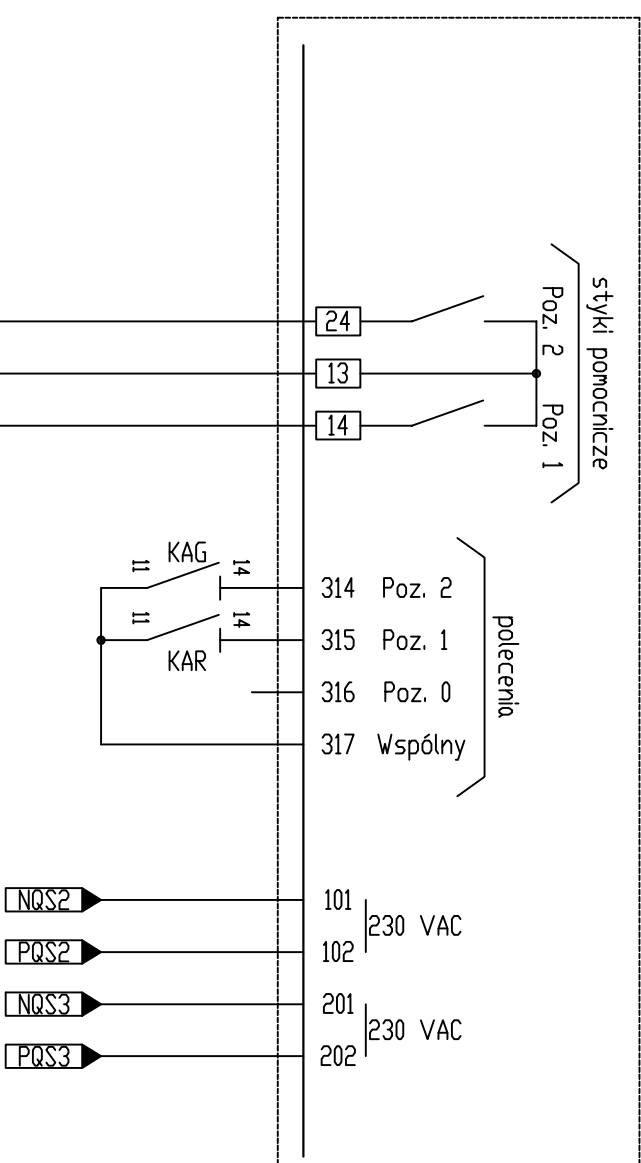 styki pomocnicze
Poz. 2
Poz. 1
24
13
14
KAG
11
14
314 Poz. 2
11
14
KAR
315 Poz. 1
316 Poz. 0
317 Wspólny
polecenia
NQS2
101
230 VAC
PQS2
102
NQS3
201
230 VAC
PQS3
202